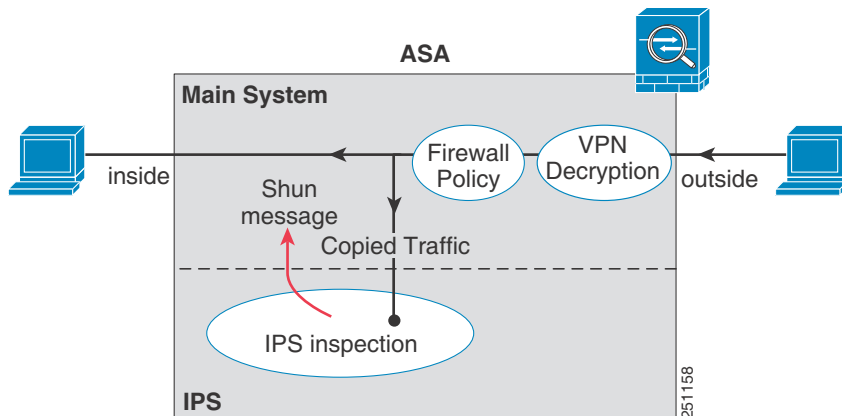 ASA
Main System
VPN
Decryption
Firewall
Policy
inside
outside
Shun
message
Copied Traffic
IPS inspection
IPS
251158